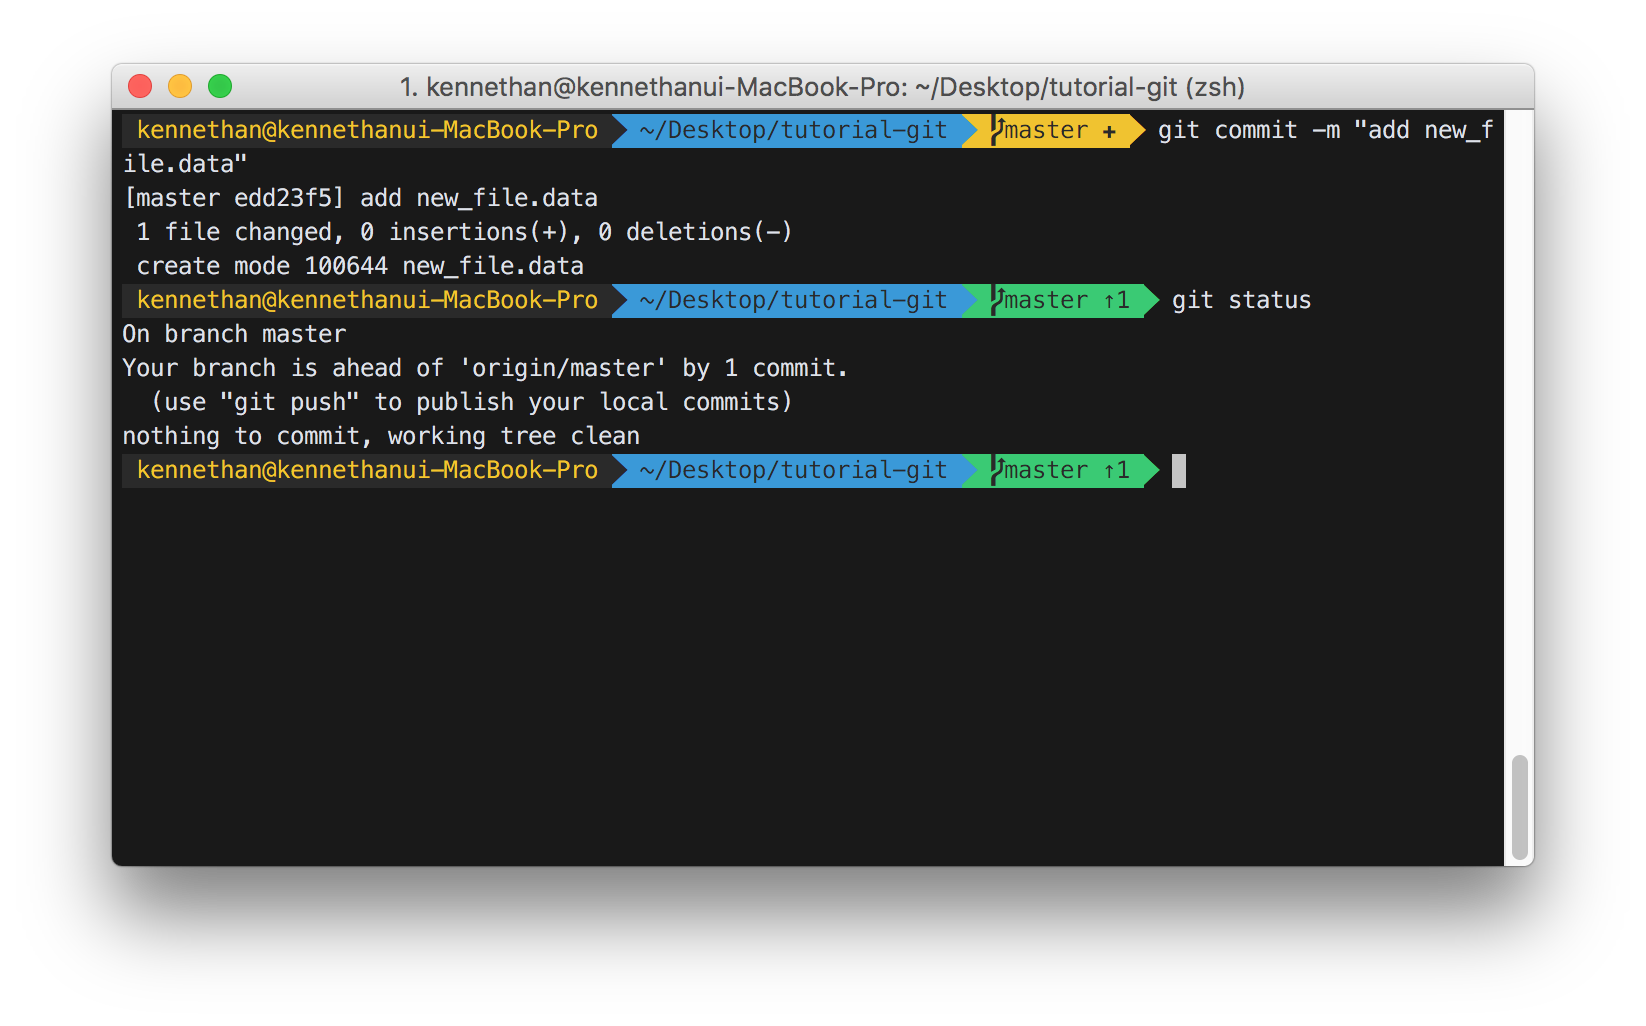 1. kennethan@kennethanui-MacBook-Pro: ~/Desktop/tutorial-git (zsh)
kennethan@kennethanui-MacBook-Pro ~/Desktop/tutorial-git master + git commit -m "add new_f
ile.data"
[master edd23f5] add new_file.data
1 file changed, 0 insertions(+), 0 deletions(-)
create mode 100644 new_file.data
kennethan@kennethanui-MacBook-Pro ~/Desktop/tutorial-git master ↑1 git status
On branch master
Your branch is ahead of 'origin/master' by 1 commit.
(use "git push" to publish your local commits)
nothing to commit, working tree clean
kennethan@kennethanui-MacBook-Pro ~/Desktop/tutorial-git master ↑1